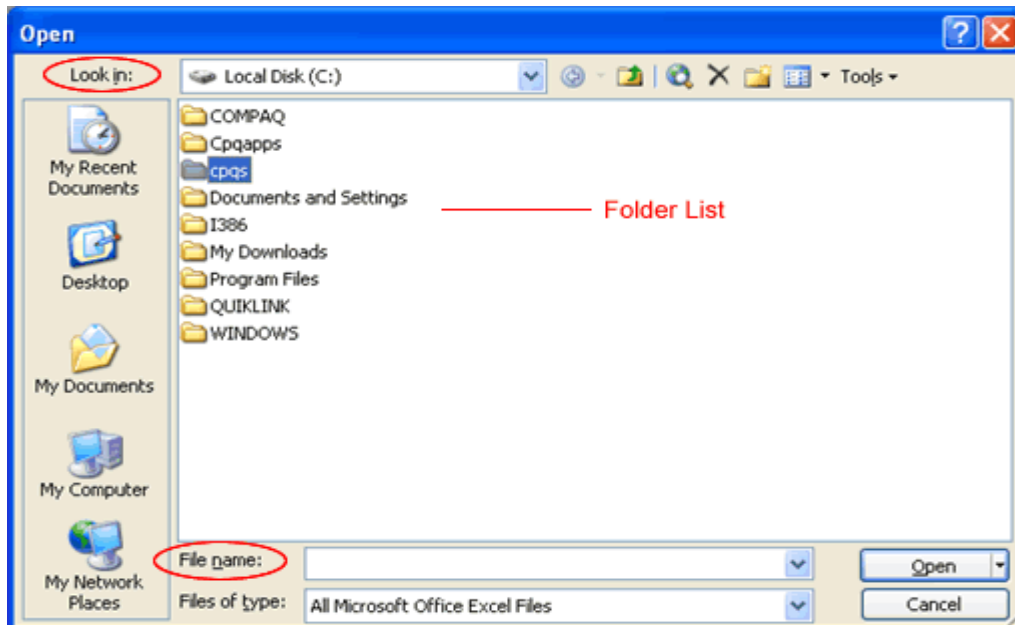 Open
Look in:
Local Disk (C:)
Tools
My Recent
Documents
Desktop
My Documents
My Computer
My Network
Places
COMPAQ
Cpqapps
cpqs
Documents and Settings
I386
My Downloads
Program Files
QUIKLINK
WINDOWS
Folder List
File name:
Open
Files of type:
All Microsoft Office Excel Files
Cancel